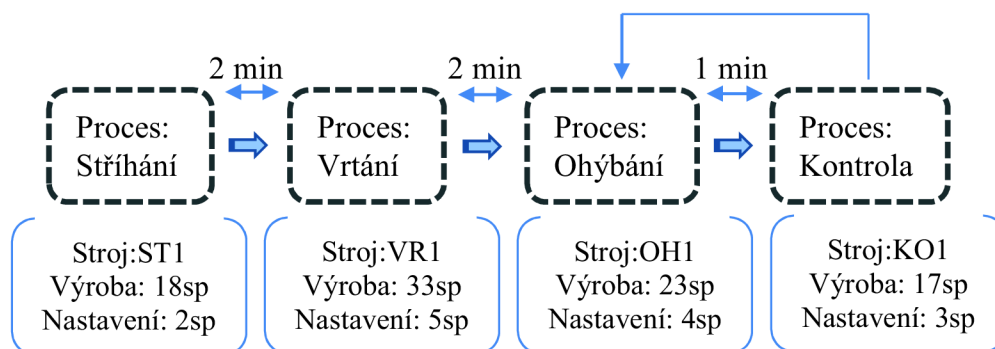 2 min
2 min
1 min
Proces:
Stříhání
Proces:
Vrtání
Proces:
Ohýbání
Proces:
Kontrola
Stroj:ST1
Výroba: 18sp
Nastavení: 2sp
Stroj:VR1
Výroba: 33sp
Nastavení: 5sp
Stroj:OH1
Výroba: 23sp
Nastavení: 4sp
Stroj:KO1
Výroba: 17sp
Nastavení: 3sp